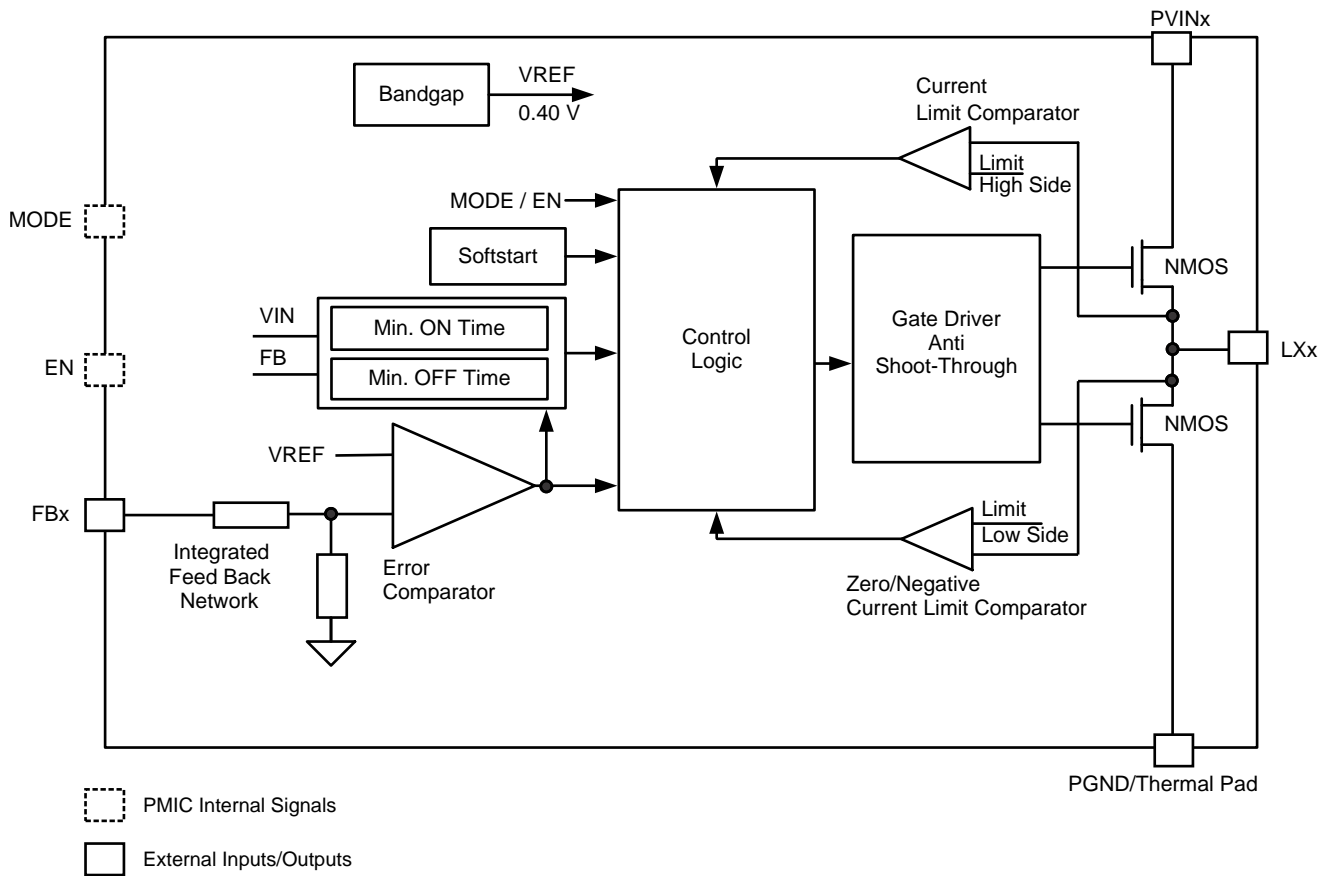 PVINx
Bandgap
VREF
0.40 V
Current
Limit Comparator
Limit
High Side
MODE
MODE / EN
Softstart
NMOS
VIN
FB
Min. ON Time
Min. OFF Time
Control
Logic
Gate Driver
Anti
Shoot-Through
LXx
EN
NMOS
VREF
FBx
Integrated
Feed Back
Network
Error
Comparator
Limit
Low Side
Zero/Negative
Current Limit Comparator
PGND/Thermal Pad
PMIC Internal Signals
External Inputs/Outputs